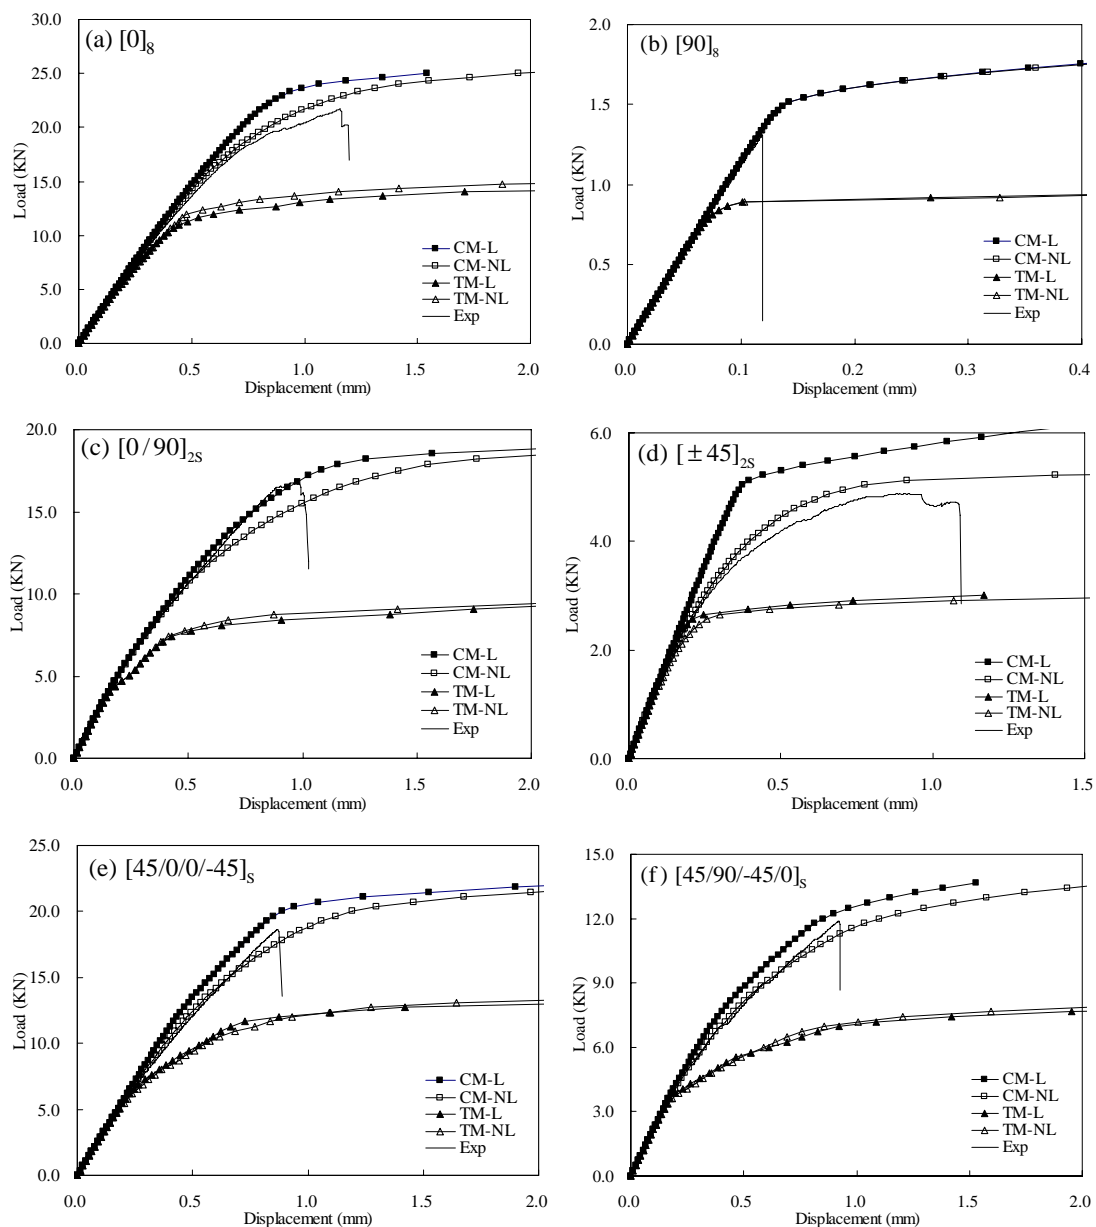 (a) [0]8
30.0
25.0
20.0
15.0
10.0
5.0
0.0
Load (KN)
CM-L
CM-NL
TM-L
TM-NL
Exp
0.0 0.5 1.0 1.5 2.0
Displacement (mm)
(b) [90]8
2.0
1.5
1.0
0.5
0.0
Load (KN)
CM-L
CM-NL
TM-L
TM-NL
Exp
0.0 0.1 0.2 0.3 0.4
Displacement (mm)
(c) [0/90]2S
20.0
15.0
10.0
5.0
0.0
Load (KN)
CM-L
CM-NL
TM-L
TM-NL
Exp
0.0 0.5 1.0 1.5 2.0
Displacement (mm)
(d) [±45]2S
6.0
4.0
2.0
0.0
Load (KN)
CM-L
CM-NL
TM-L
TM-NL
Exp
0.0 0.5 1.0 1.5
Displacement (mm)
(e) [45/0/0/-45]S
25.0
20.0
15.0
10.0
5.0
0.0
Load (KN)
CM-L
CM-NL
TM-L
TM-NL
Exp
0.0 0.5 1.0 1.5 2.0
Displacement (mm)
(f) [45/90/-45/0]S
15.0
12.0
9.0
6.0
3.0
0.0
Load (KN)
CM-L
CM-NL
TM-L
TM-NL
Exp
0.0 0.5 1.0 1.5 2.0
Displacement (mm)